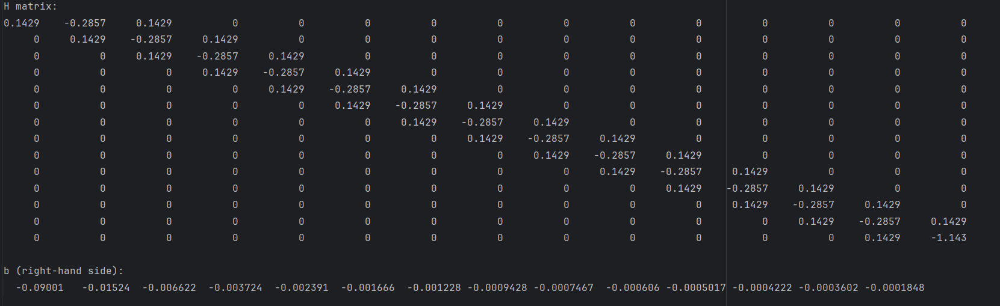 H matrix:
0.1429 -0.2857 0.1429 0 0 0 0 0 0 0 0 0 0 0 0
0 0.1429 -0.2857 0.1429 0 0 0 0 0 0 0 0 0 0 0
0 0 0.1429 -0.2857 0.1429 0 0 0 0 0 0 0 0 0 0
0 0 0 0.1429 -0.2857 0.1429 0 0 0 0 0 0 0 0 0
0 0 0 0 0.1429 -0.2857 0.1429 0 0 0 0 0 0 0 0
0 0 0 0 0 0.1429 -0.2857 0.1429 0 0 0 0 0 0 0
0 0 0 0 0 0 0.1429 -0.2857 0.1429 0 0 0 0 0 0
0 0 0 0 0 0 0 0.1429 -0.2857 0.1429 0 0 0 0 0
0 0 0 0 0 0 0 0 0.1429 -0.2857 0.1429 0 0 0 0
0 0 0 0 0 0 0 0 0 0.1429 -0.2857 0.1429 0 0 0
0 0 0 0 0 0 0 0 0 0 0.1429 -0.2857 0.1429 0 0
0 0 0 0 0 0 0 0 0 0 0 0.1429 -0.2857 0.1429 0
0 0 0 0 0 0 0 0 0 0 0 0 0.1429 -0.2857 0.1429
0 0 0 0 0 0 0 0 0 0 0 0 0 0.1429 -1.143
b (right-hand side):
-0.09001 -0.01524 -0.006622 -0.003724 -0.002391 -0.001666 -0.001228 -0.0009428 -0.0007467 -0.000606 -0.0005017 -0.0004222 -0.0003602 -0.0001848